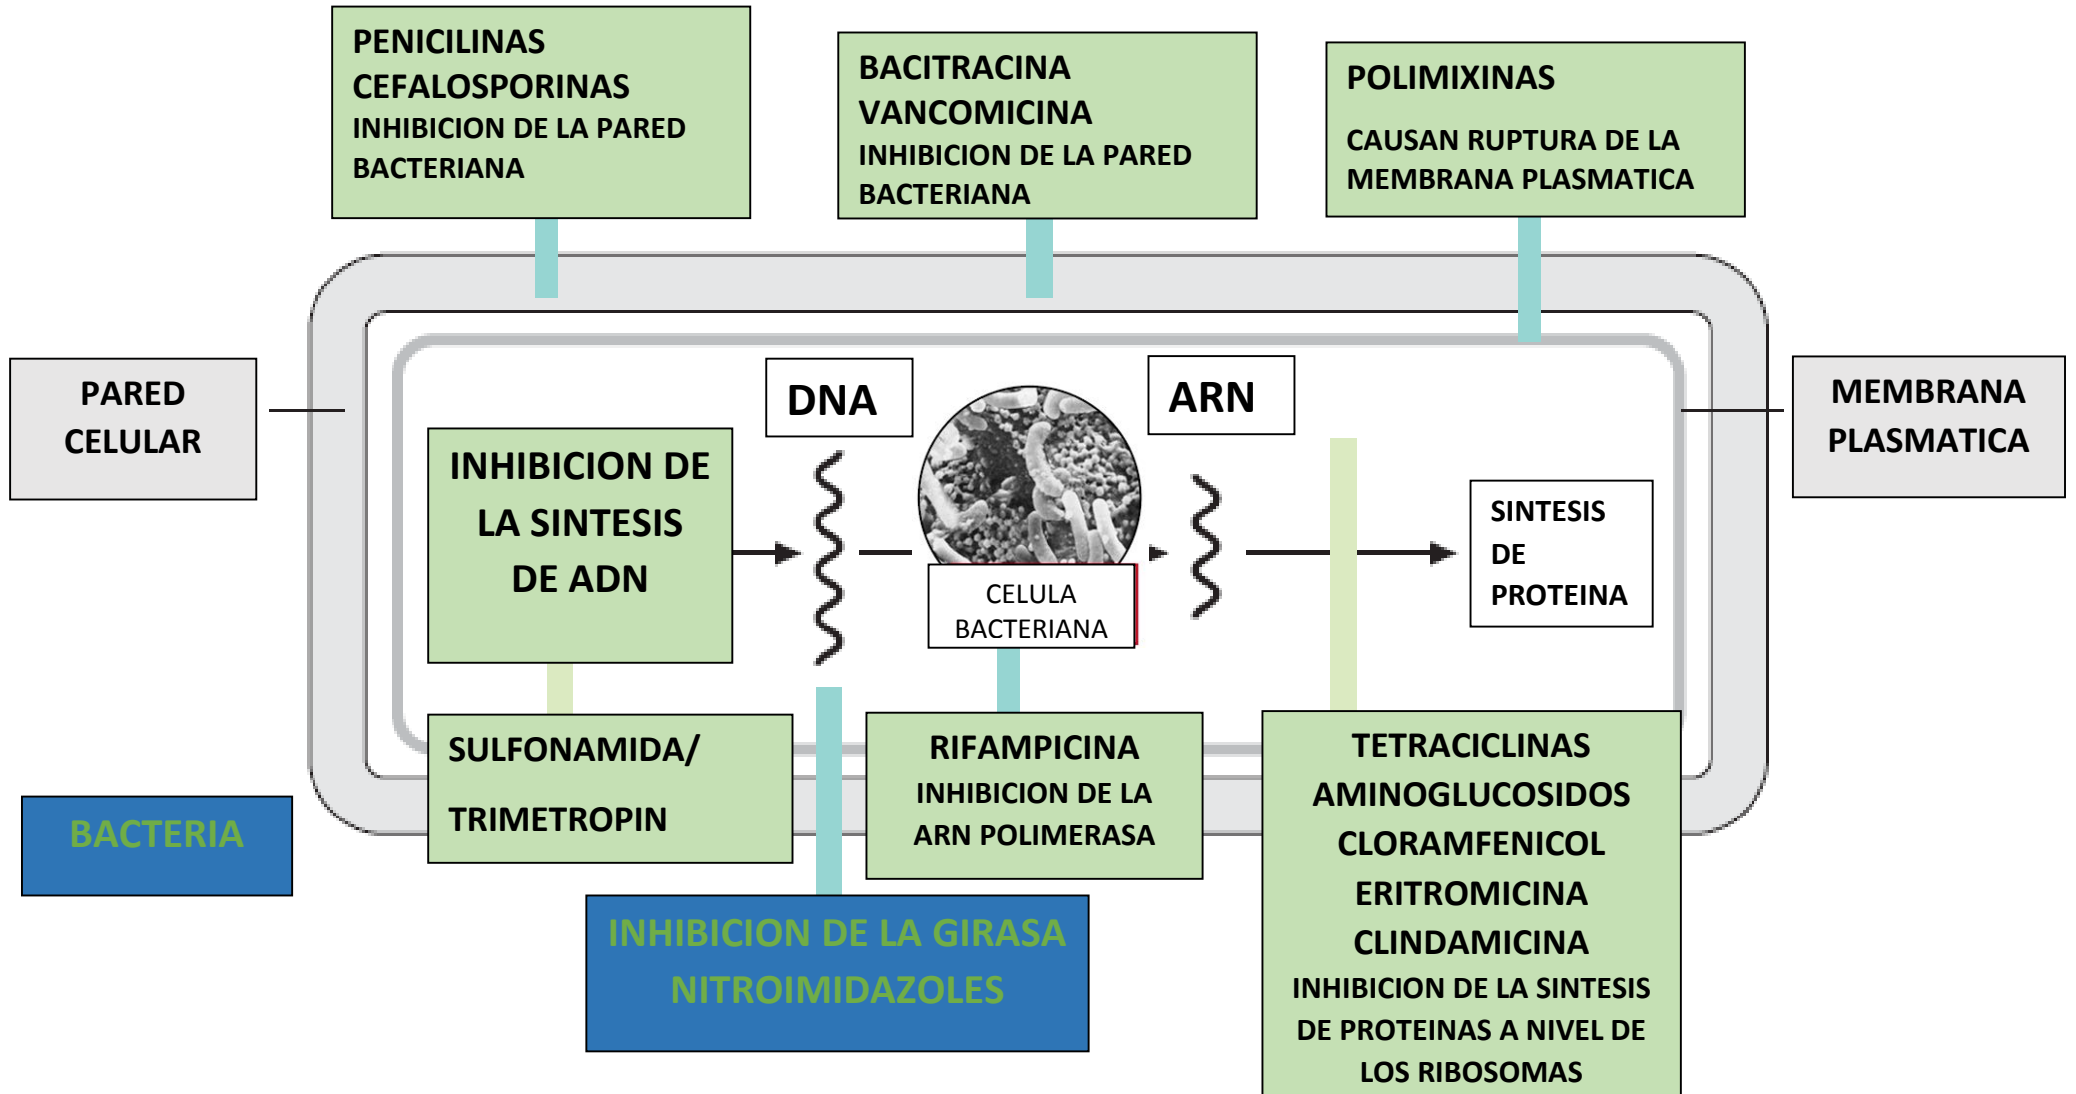 PENICILINAS
CEFALOSPORINAS
INHIBICION DE LA PARED
BACTERIANA
BACITRACINA
VANCOMICINA
INHIBICION DE LA PARED
BACTERIANA
POLIMIXINAS
CAUSAN RUPTURA DE LA
MEMBRANA PLASMATICA
PARED
CELULAR
DNA
ARN
MEMBRANA
PLASMATICA
INHIBICION DE
LA SINTESIS
DE ADN
CELULA
BACTERIANA
SINTESIS
DE
PROTEINA
SULFONAMIDA/
TRIMETROPIN
RIFAMPICINA
INHIBICION DE LA
ARN POLIMERASA
TETRACICLINAS
AMINOGLUCOSIDOS
CLORAMFENICOL
ERITROMICINA
CLINDAMICINA
INHIBICION DE LA SINTESIS
DE PROTEINAS A NIVEL DE
LOS RIBOSOMAS
BACTERIA
INHIBICION DE LA GIRASA
NITROIMIDAZOLES